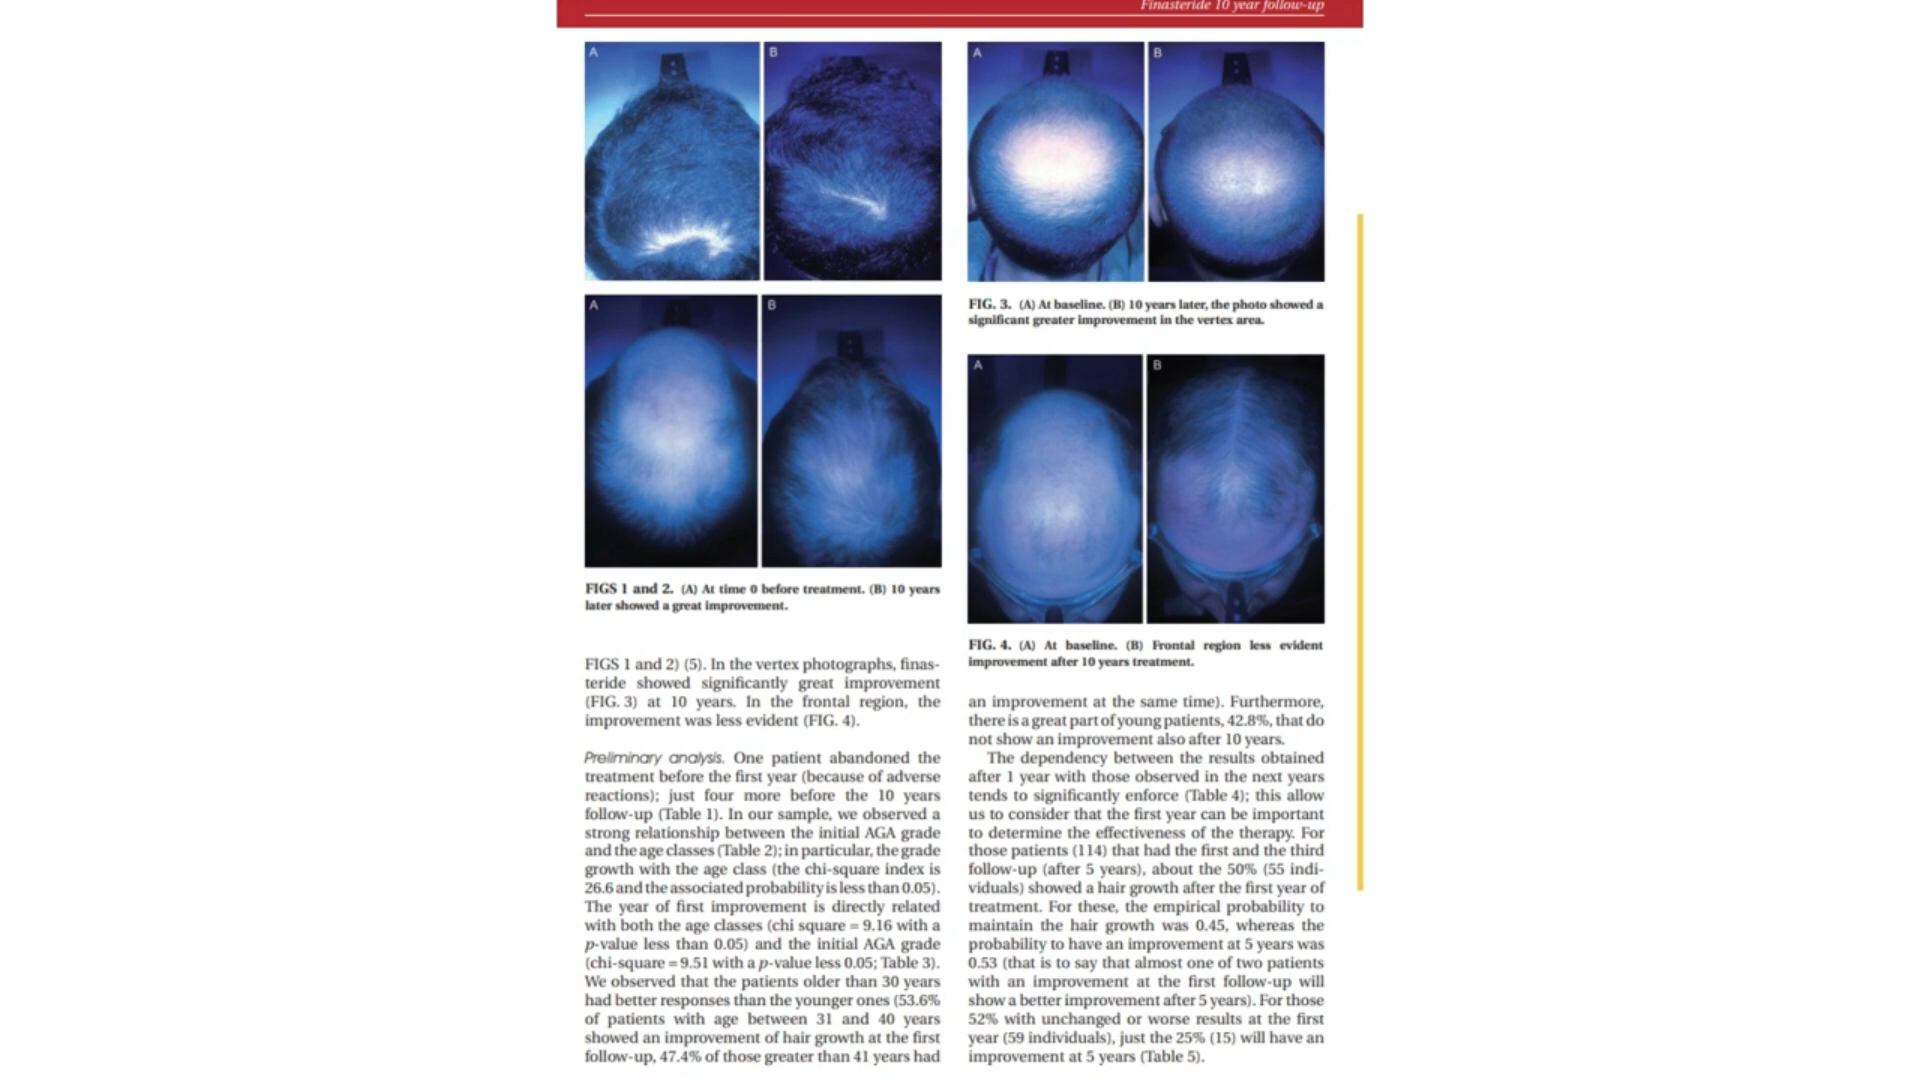 Finasteride 10 year follow-up
A
B
A
B
FIGS 1 and 2. (A) At time 0 before treatment. (B) 10 years
later showed a great improvement.
FIGS 1 and 2) (5). In the vertex photographs, finas-
teride showed significantly great improvement
(FIG. 3) at 10 years. In the frontal region, the
improvement was less evident (FIG. 4).
Preliminary analysis. One patient abandoned the
treatment before the first year (because of adverse
reactions); just four more before the 10 years
follow-up (Table 1). In our sample, we observed a
strong relationship between the initial AGA grade
and the age classes (Table 2); in particular, the grade
growth with the age class (the chi-square index is
26.6 and the associated probability is less than 0.05).
The year of first improvement is directly related
with both the age classes (chi square = 9.16 with a
p-value less than 0.05) and the initial AGA grade
(chi-square = 9.51 with a p-value less 0.05; Table 3).
We observed that the patients older than 30 years
had better responses than the younger ones (53.6%
of patients with age between 31 and 40 years
showed an improvement of hair growth at the first
follow-up, 47.4% of those greater than 41 years had
A
B
FIG. 3. (A) At baseline. (B) 10 years later, the photo showed a
significant greater improvement in the vertex area.
A
B
FIG. 4. (A) At baseline. (B) Frontal region less evident
improvement after 10 years treatment.
an improvement at the same time). Furthermore,
there is a great part of young patients, 42.8%, that do
not show an improvement also after 10 years.
The dependency between the results obtained
after 1 year with those observed in the next years
tends to significantly enforce (Table 4); this allow
us to consider that the first year can be important
to determine the effectiveness of the therapy. For
those patients (114) that had the first and the third
follow-up (after 5 years), about the 50% (55 indi-
viduals) showed a hair growth after the first year of
treatment. For these, the empirical probability to
maintain the hair growth was 0.45, whereas the
probability to have an improvement at 5 years was
0.53 (that is to say that almost one of two patients
with an improvement at the first follow-up will
show a better improvement after 5 years). For those
52% with unchanged or worse results at the first
year (59 individuals), just the 25% (15) will have an
improvement at 5 years (Table 5).